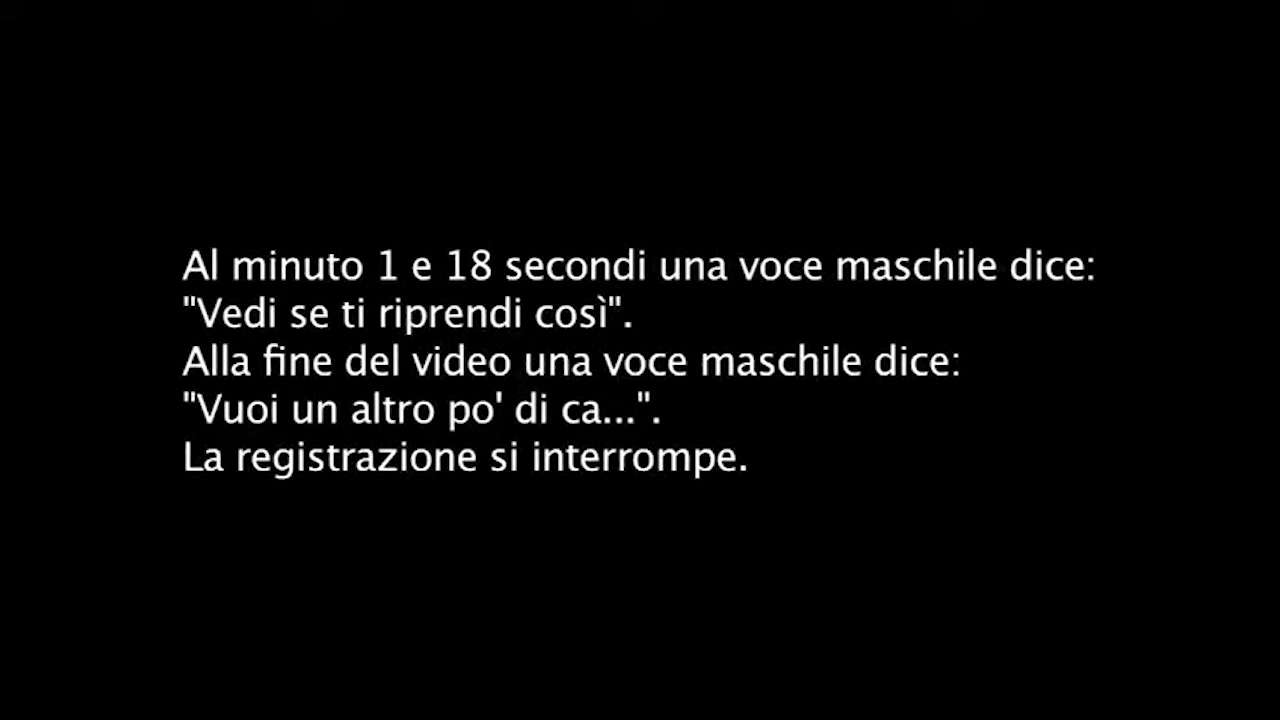 Al minuto 1 e 18 secondi una voce maschile dice:
"Vedi se ti riprendi così".
Alla fine del video una voce maschile dice:
"Vuoi un altro po' di ca...".
La registrazione si interrompe.